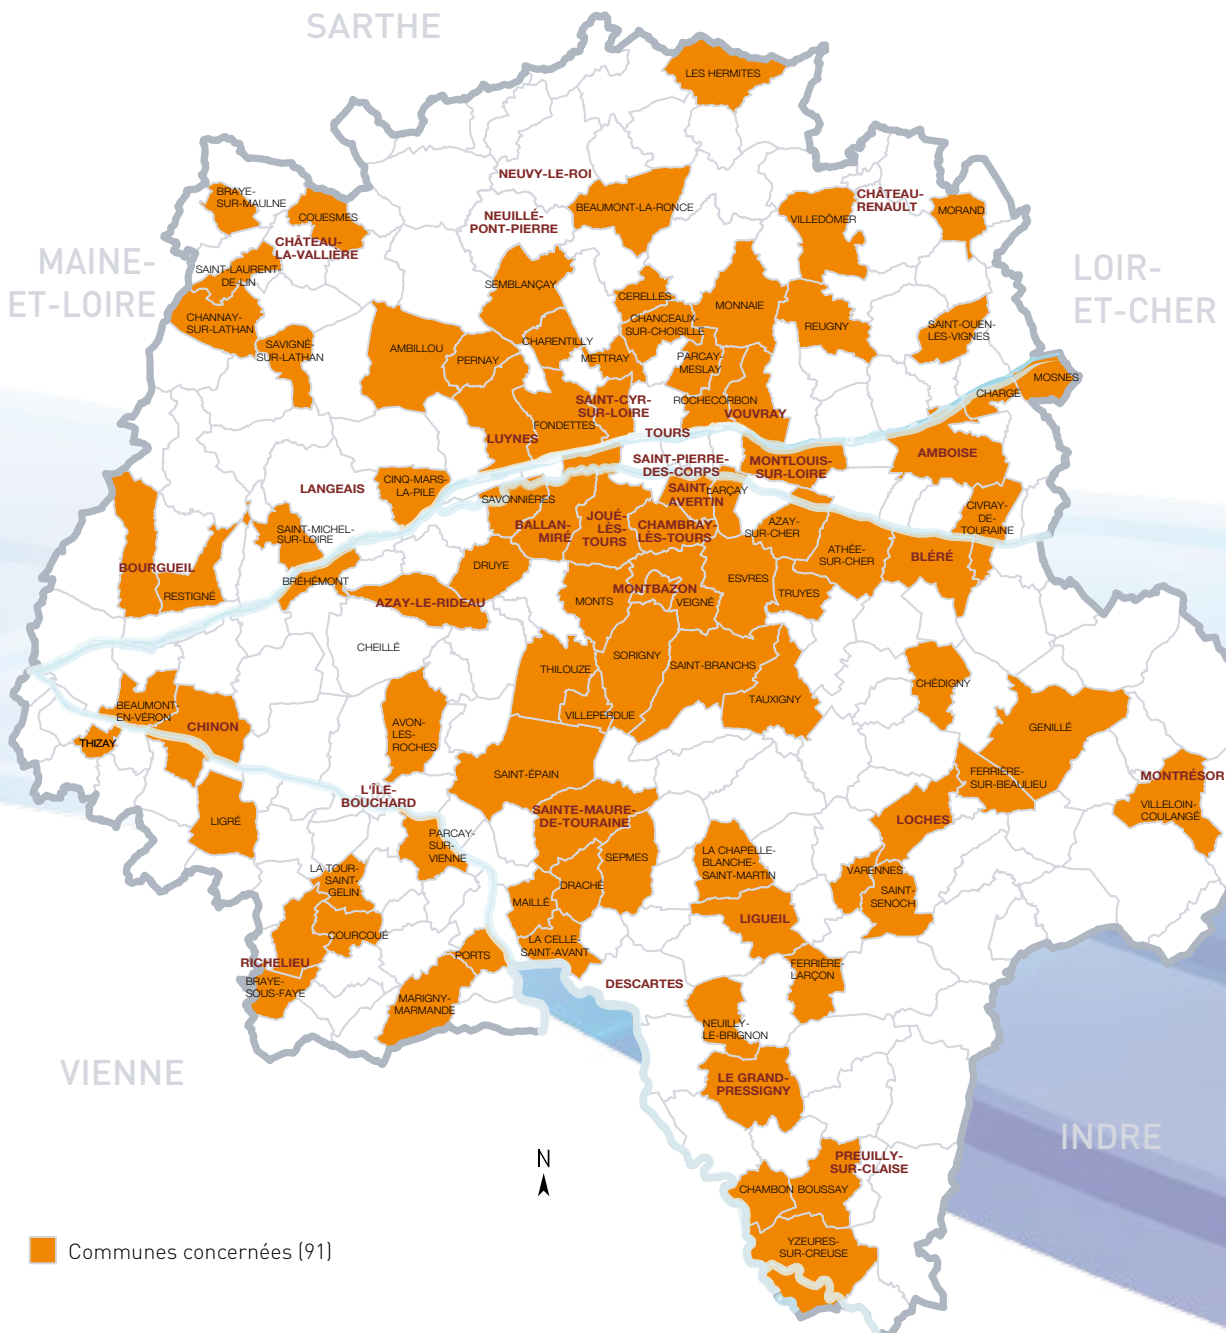 SARTHE
LES HERMITES
NEUVY-LE-ROI
BRAYE-
SUR-MAULNE
COUESMES
BEAUMONT-LA-RONCE
NEUILLÉ-
PONT-PIERRE
VILLEDÔMER
CHÂTEAU-
RENAULT
MORAND
CHÂTEAU-
LA-VALLIÈRE
MAINE-
ET-LOIRE
LOIR-
ET-CHER
SAINT-LAURENT-
DE-LIN
SEMBLANÇAY
CERELLES
MONNAIE
CHANNAY-
SUR-LATHAN
CHANCEAUX-
SUR-CHOISILLE
REUGNY
SAINT-OUEN-
LES-VIGNES
SAVIGNÉ-
SUR-LATHAN
AMBILLOU
PERNAY
CHARENTILLY
METTRAY
PARCAY-
MESLAY
MOSNES
CHARGÉ
SAINT-CYR-
SUR-LOIRE
ROCHECORBON
VOUVRAY
LUYNES
FONDETTES
TOURS
SAINT-PIERRE-
DES-CORPS
MONTLOUIS-
SUR-LOIRE
AMBOISE
LANGEAIS
CINQ-MARS-
LA-PILE
SAVONNIÈRES
SAINT-
AVERTIN
LARÇAY
CIVRAY-
DE-
TOURAINE
SAINT-MICHEL-
SUR-LOIRE
BALLAN-
MIRÉ
JOUÉ-
LÈS-
TOURS
CHAMBRAY-
LÈS-TOURS
AZAY-
SUR-CHER
ATHÉE-
SUR-CHER
BLÉRÉ
BOURGUEIL
RESTIGNÉ
BRÉHÉMONT
DRUYE
AZAY-LE-RIDEAU
MONTBAZON
MONTS
VEIGNÉ
ESVRES
TRUYES
CHEILLÉ
THILOUZE
SORIGNY
SAINT-BRANCHS
TAUXIGNY
CHÉDIGNY
BEAUMONT-
EN-VÉRON
CHINON
THIZAY
AVON-
LES-
ROCHES
VILLEPERDUE
GENILLÉ
SAINT-ÉPAIN
FERRIÈRE-
SUR-BEAULIEU
MONTRÉSOR
L'ÎLE-
BOUCHARD
SAINTE-MAURE-
DE-TOURAINE
VILLELOIN-
COULANGÉ
LIGRÉ
LOCHES
PARCAY-
SUR-
VIENNE
SEPMES
LA CHAPELLE-
BLANCHE-
SAINT-MARTIN
LA TOUR-
SAINT-
GELIN
DRACHÉ
VARENNES
SAINT-
SENOCH
MAILLÉ
LIGUEIL
COURCOUÉ
LA CELLE-
SAINT-AVANT
RICHELIEU
PORTS
FERRIÈRE-
LARÇON
BRAYE-
SOUS-FAYE
DESCARTES
MARIGNY-
MARMANDE
NEUILLY-
LE-BRIGNON
VIENNE
LE GRAND-
PRESSIGNY
INDRE
N
PREUILLY-
SUR-CLAISE
CHAMBON
BOUSSAY
YZEURES-
SUR-CREUSE
Communes concernées (91)